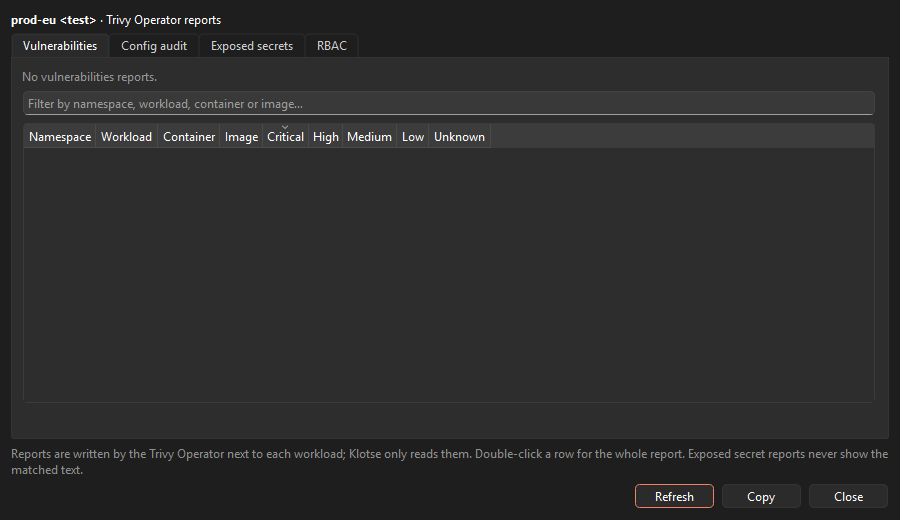 prod-eu <test> · Trivy Operator reports
Vulnerabilities Config audit Exposed secrets RBAC
No vulnerabilities reports.
Filter by namespace, workload, container or image...
Namespace Workload Container Image Critical High Medium Low Unknown
Reports are written by the Trivy Operator next to each workload; Klotse only reads them. Double-click a row for the whole report. Exposed secret reports never show the
matched text.
Refresh Copy Close